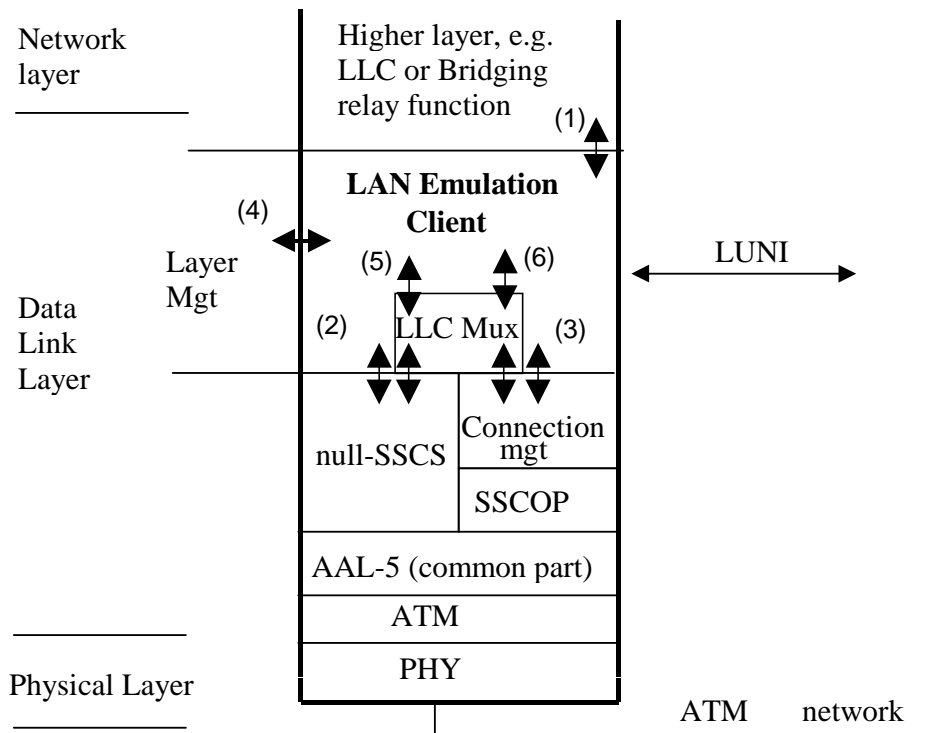 Network
layer
Higher layer, e.g.
LLC or Bridging
relay function
(1)
LAN Emulation
Client
(4)
(5)
(6)
LUNI
Layer
Mgt
Data
Link
Layer
(2)
LLC Mux
(3)
null-SSCS
Connection
mgt
SSCOP
AAL-5 (common part)
ATM
PHY
Physical Layer
ATM network